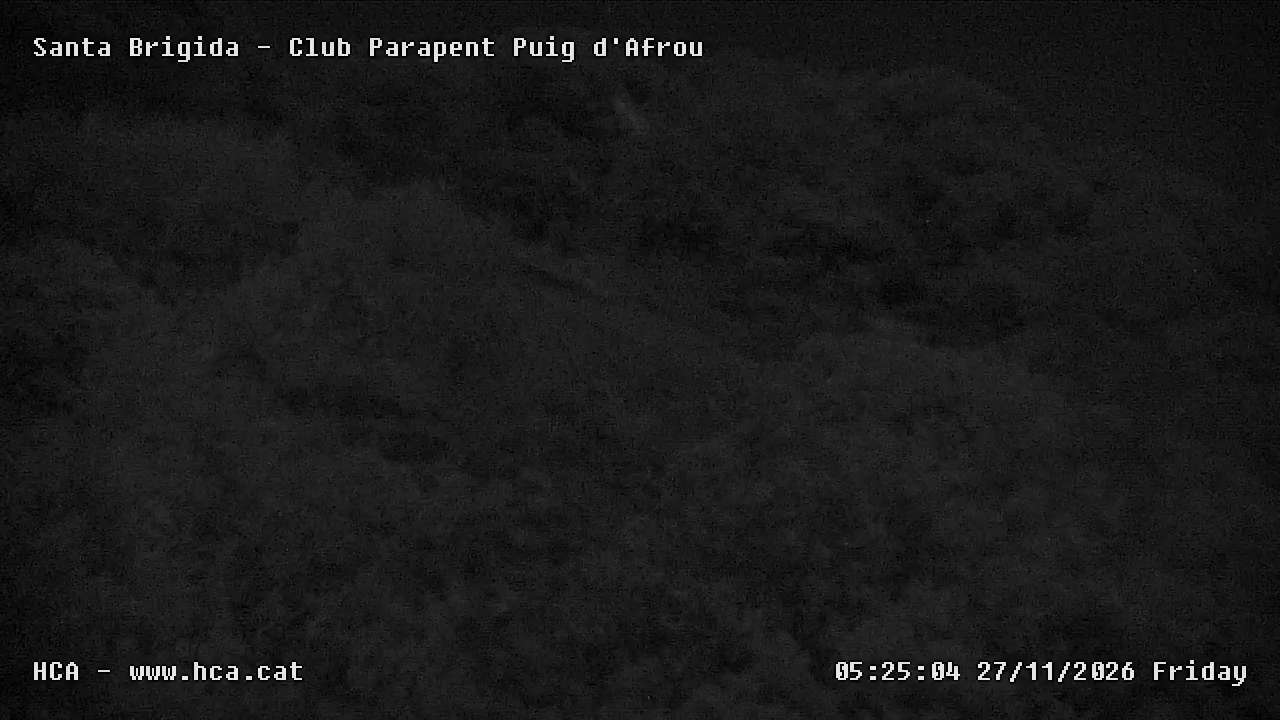 Santa Brigida - Club Parapent Puig d'Afrou
HCA - www.hca.cat
05:25:04 27/11/2026 Friday